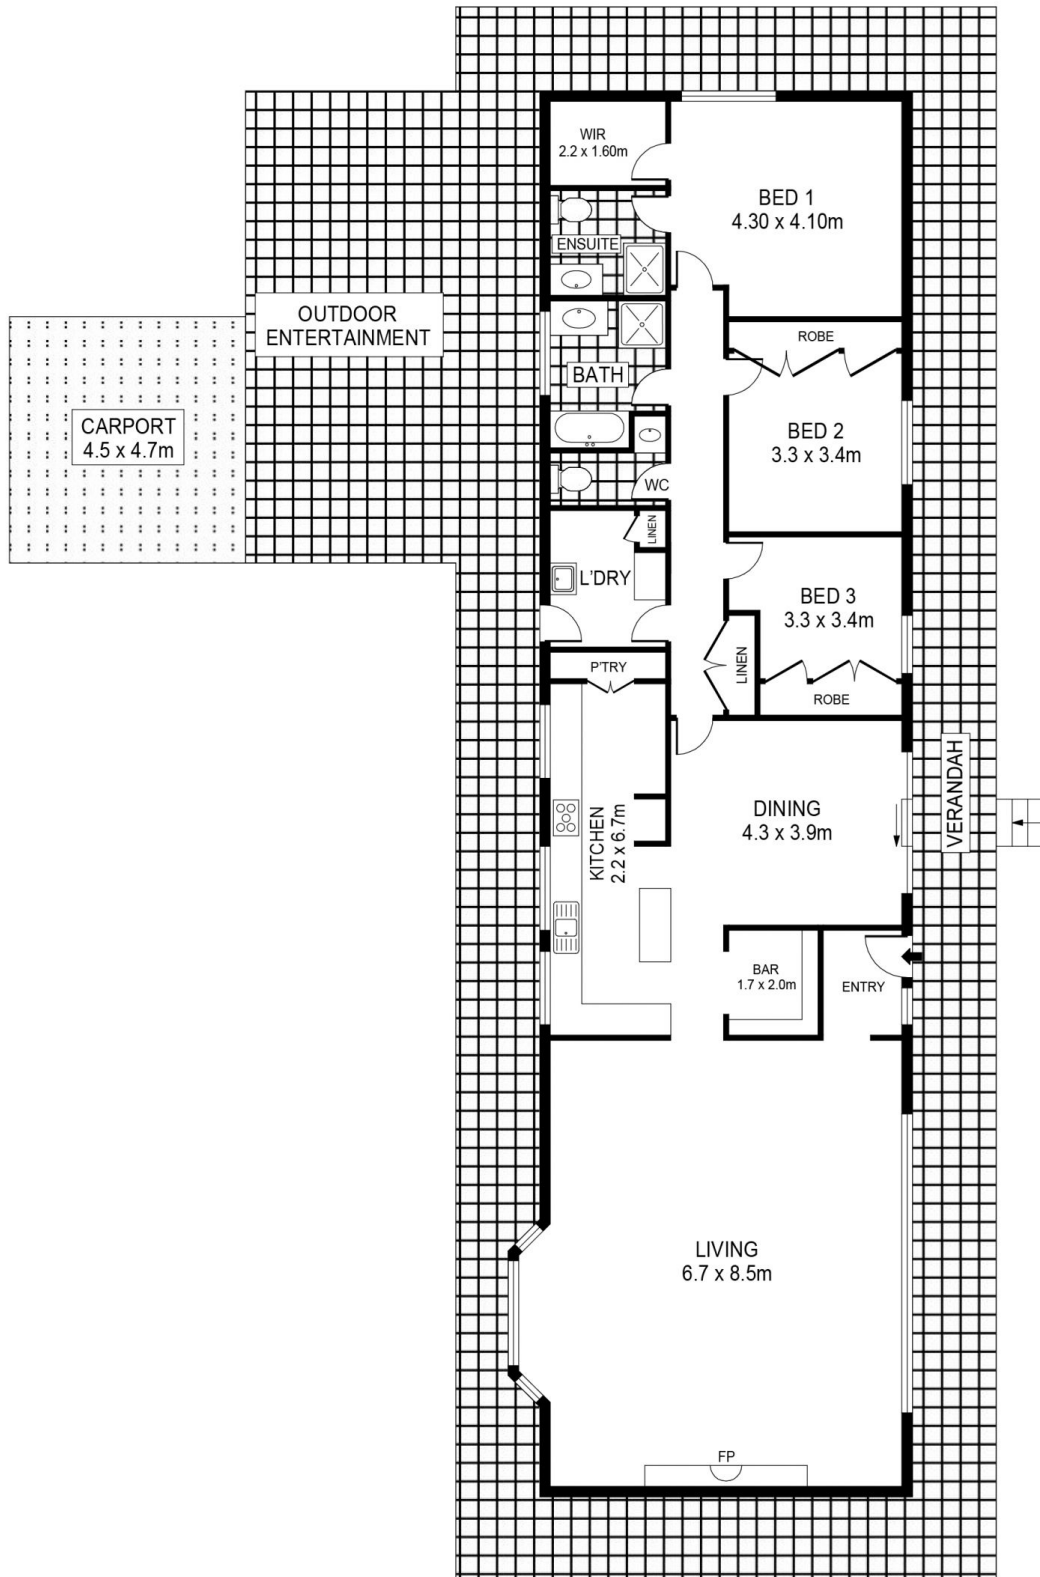 WIR
2.2 x 1.60m
BED 1
4.30 x 4.10m
ENSUITE
OUTDOOR
ENTERTAINMENT
ROBE
BATH
CARPORT
4.5 x 4.7m
BED 2
3.3 x 3.4m
WC
LINEN
L'DRY
BED 3
3.3 x 3.4m
LINEN
P'TRY
ROBE
VERANDAH
DINING
4.3 x 3.9m
KITCHEN
2.2 x 6.7m
BAR
1.7 x 2.0m
ENTRY
LIVING
6.7 x 8.5m
FP